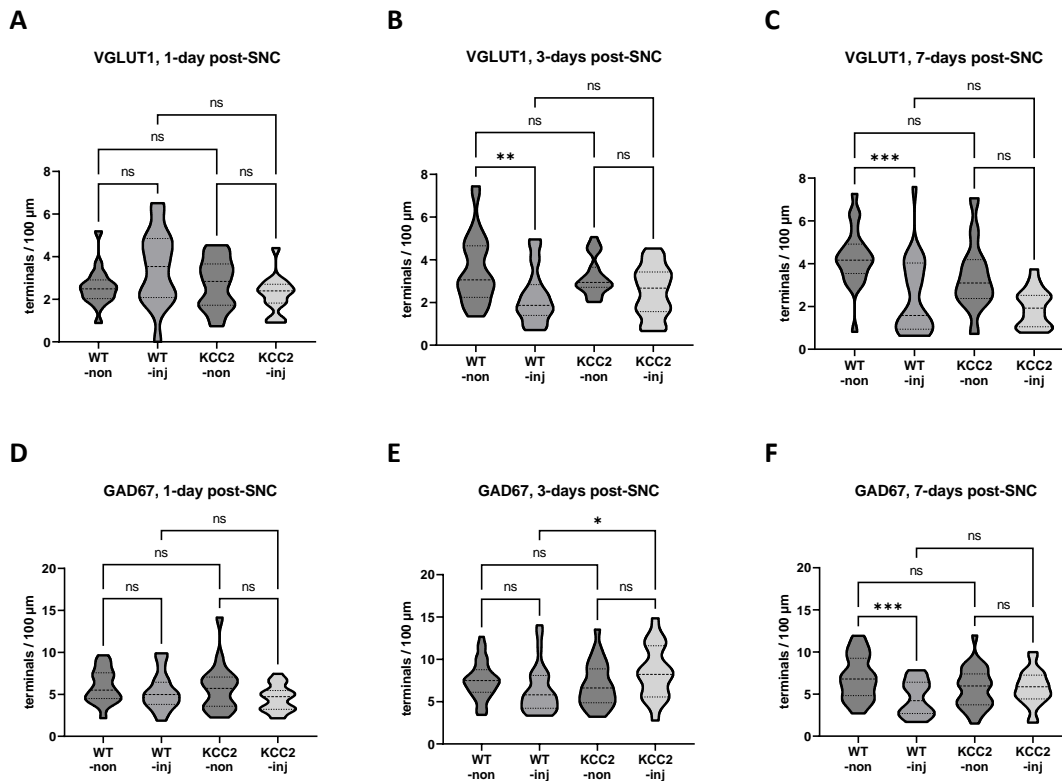 A
VGLUT1, 1-day post-SNC
ns
ns
ns
ns
terminals / 100 µm
8
6
4
2
0
WT
-non
WT
-inj
KCC2
-non
KCC2
-inj
B
VGLUT1, 3-days post-SNC
ns
ns
**
ns
terminals / 100 µm
8
6
4
2
0
WT
-non
WT
-inj
KCC2
-non
KCC2
-inj
C
VGLUT1, 7-days post-SNC
ns
ns
***
ns
terminals / 100 µm
8
6
4
2
0
WT
-non
WT
-inj
KCC2
-non
KCC2
-inj
D
GAD67, 1-day post-SNC
ns
ns
ns
ns
terminals / 100 µm
20
15
10
5
0
WT
-non
WT
-inj
KCC2
-non
KCC2
-inj
E
GAD67, 3-days post-SNC
*
ns
ns
ns
terminals / 100 µm
20
15
10
5
0
WT
-non
WT
-inj
KCC2
-non
KCC2
-inj
F
GAD67, 7-days post-SNC
ns
ns
***
ns
terminals / 100 µm
20
15
10
5
0
WT
-non
WT
-inj
KCC2
-non
KCC2
-inj